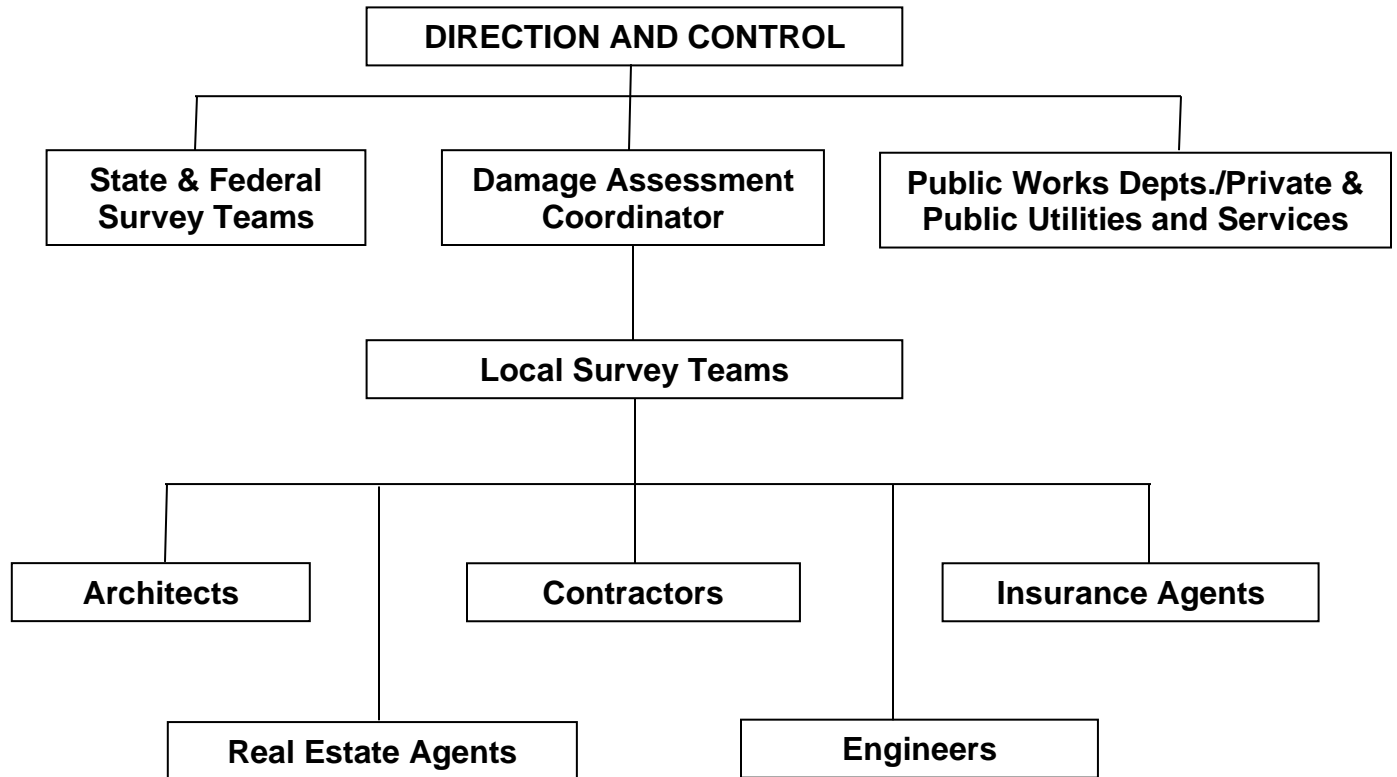 DIRECTION AND CONTROL
State & Federal
Survey Teams
Damage Assessment
Coordinator
Public Works Depts./Private &
Public Utilities and Services
Local Survey Teams
Architects
Contractors
Insurance Agents
Real Estate Agents
Engineers